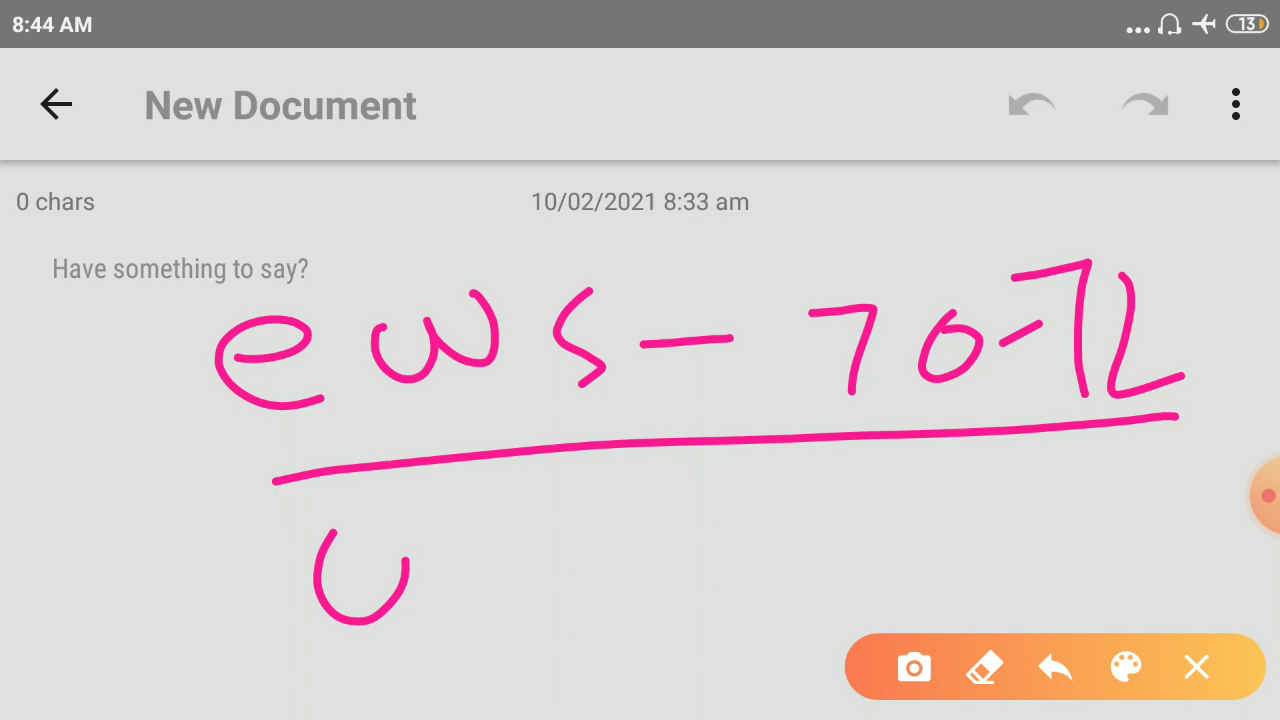 8:44 AM
13
New Document
0 chars 10/02/2021 8:33 am
Have something to say?
ews - 70-72
U